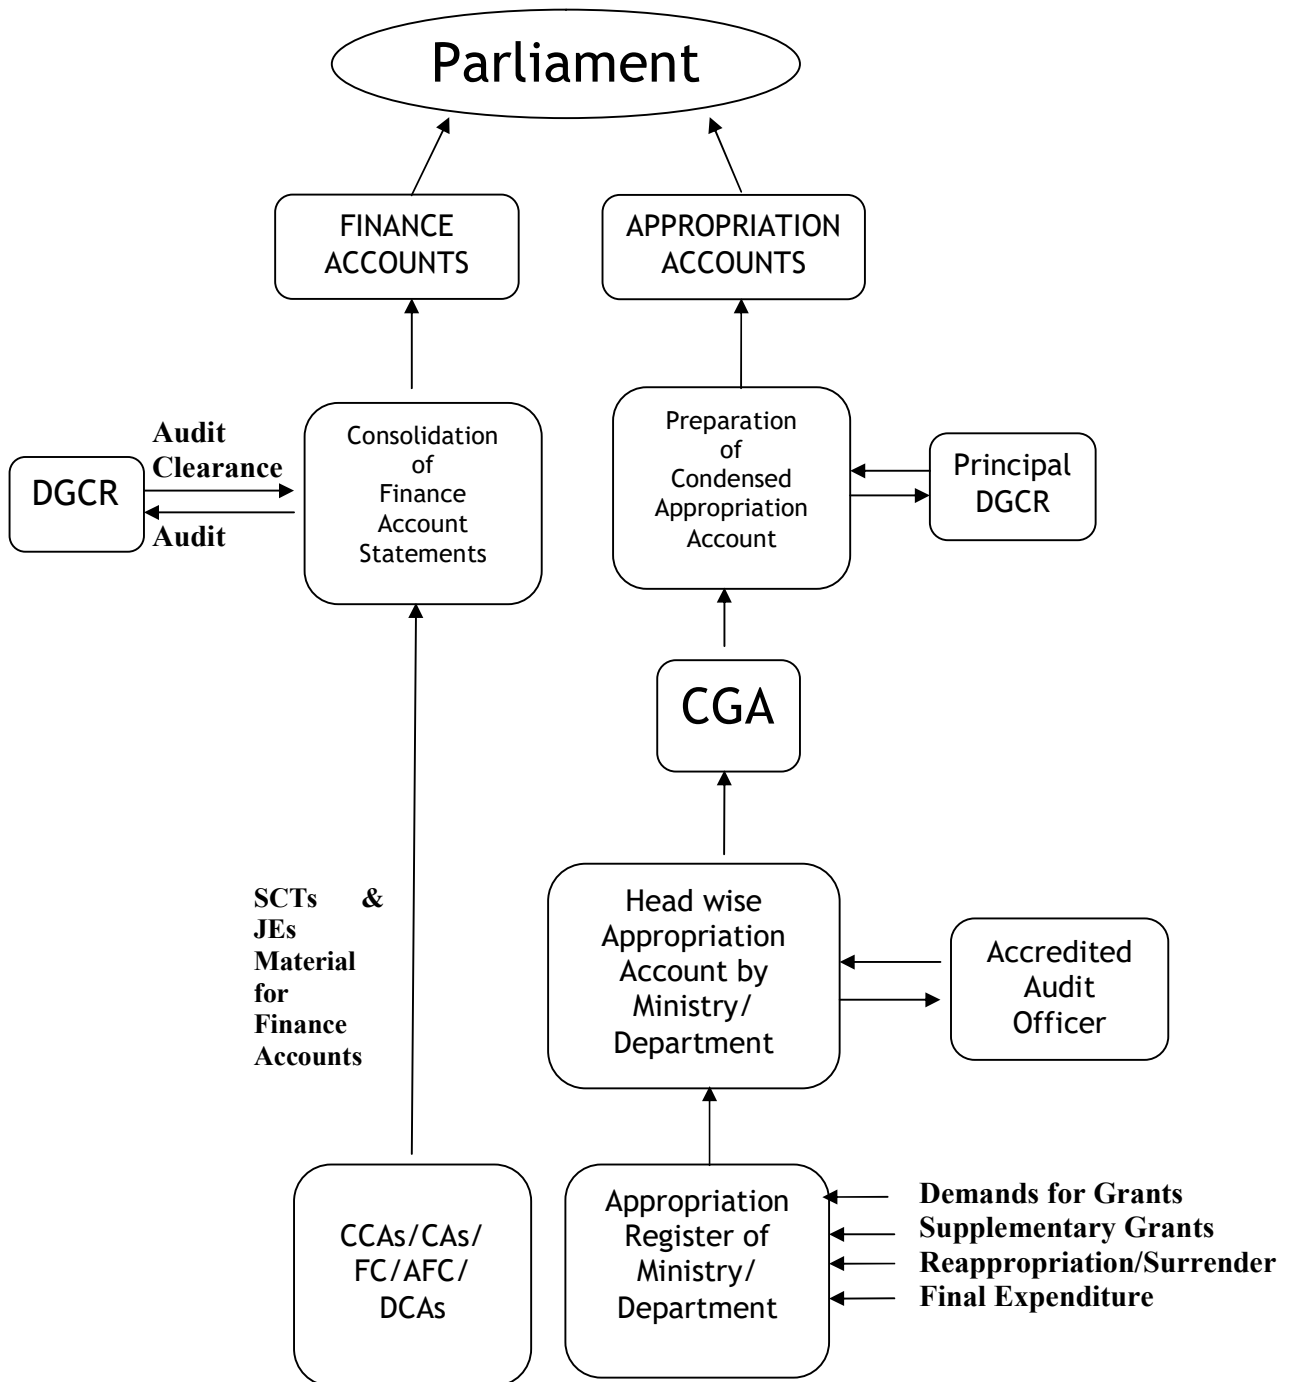 Parliament
FINANCE
ACCOUNTS
APPROPRIATION
ACCOUNTS
Audit
Clearance
DGCR
Audit
Consolidation
of
Finance
Account
Statements
Preparation
of
Condensed
Appropriation
Account
Principal
DGCR
CGA
SCTs &
JEs
Material
for
Finance
Accounts
Head wise
Appropriation
Account by
Ministry/
Department
Accredited
Audit
Officer
CCAs/CAs/
FC/AFC/
DCAs
Appropriation
Register of
Ministry/
Department
Demands for Grants
Supplementary Grants
Reappropriation/Surrender
Final Expenditure